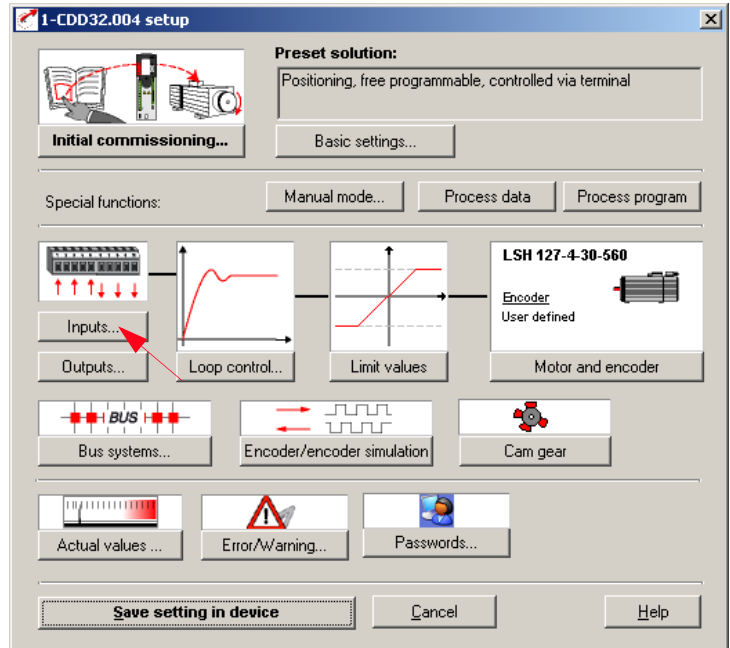 1-CDD32.004 setup
Preset solution:
Positioning, free programmable, controlled via terminal
Initial commissioning...
Basic settings...
Special functions:
Manual mode...
Process data
Process program
LSH 127-4-30-560
Encoder
User defined
Inputs...
Outputs...
Loop control...
Limit values
Motor and encoder
BUS
Bus systems...
Encoder/encoder simulation
Cam gear
Actual values ...
Error/Warning...
Passwords...
Save setting in device
Cancel
Help